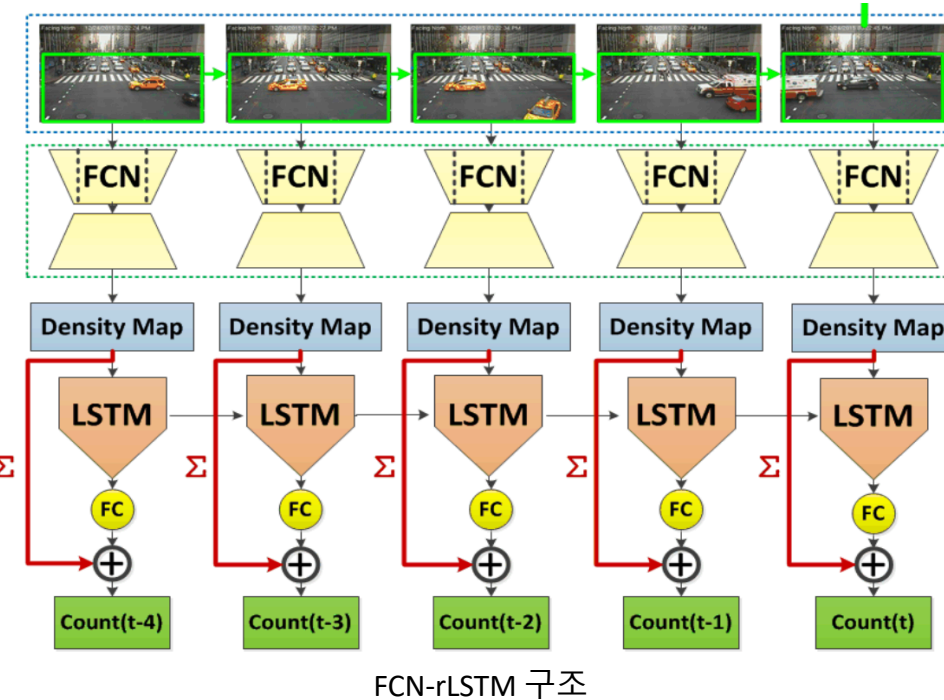 FCN FCN FCN FCN FCN
Density Map Density Map Density Map Density Map Density Map
LSTM LSTM LSTM LSTM LSTM
Σ Σ Σ Σ Σ
FC FC FC FC FC
+ + + + +
Count(t-4) Count(t-3) Count(t-2) Count(t-1) Count(t)
FCN-rLSTM 구조